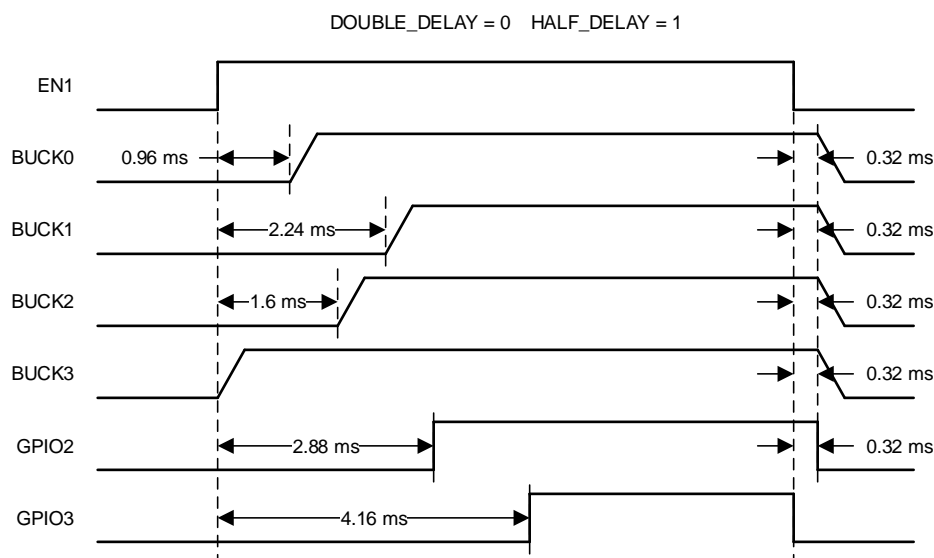 DOUBLE_DELAY = 0 HALF_DELAY = 1
EN1
BUCK0 0.96 ms 0.32 ms
BUCK1 2.24 ms 0.32 ms
BUCK2 1.6 ms 0.32 ms
BUCK3 0.32 ms
GPIO2 2.88 ms 0.32 ms
GPIO3 4.16 ms